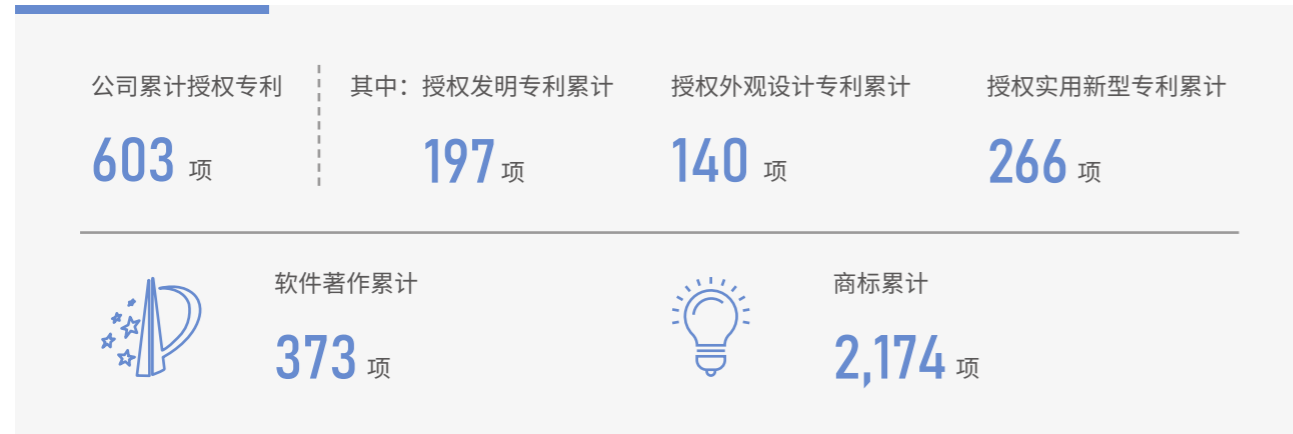 公司累计授权专利
其中：授权发明专利累计
授权外观设计专利累计
授权实用新型专利累计
603 项
197 项
140 项
266 项
软件著作累计
商标累计
373 项
2,174 项